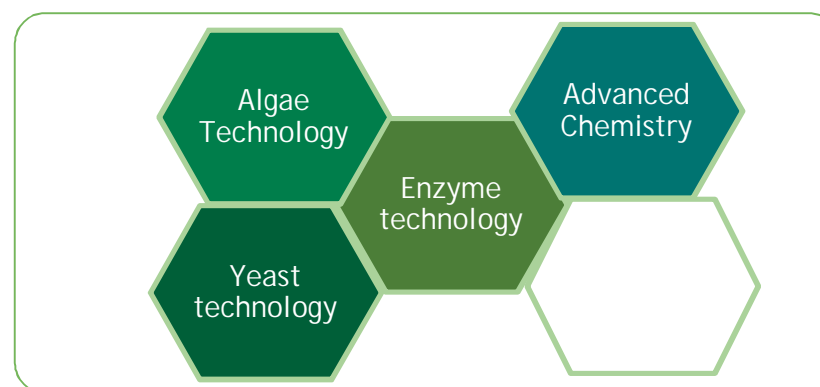 Algae
Technology
Advanced
Chemistry
Enzyme
technology
Yeast
technology